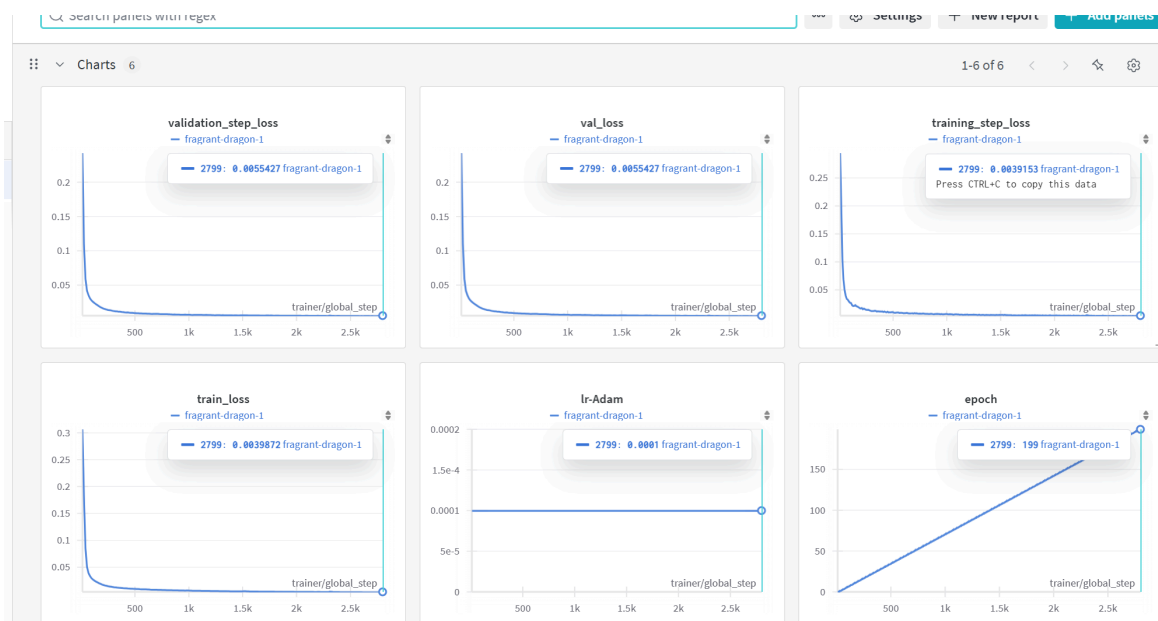 Search panels with regex
Settings
New report
Add panels
Charts 6
1-6 of 6
validation_step_loss
fragrant-dragon-1
2799: 0.0055427 fragrant-dragon-1
0.2
0.15
0.1
0.05
trainer/global_step
500 1k 1.5k 2k 2.5k
val_loss
fragrant-dragon-1
2799: 0.0055427 fragrant-dragon-1
0.2
0.15
0.1
0.05
trainer/global_step
500 1k 1.5k 2k 2.5k
training_step_loss
fragrant-dragon-1
2799: 0.0039153 fragrant-dragon-1
Press CTRL+C to copy this data
0.25
0.2
0.15
0.1
0.05
trainer/global_step
500 1k 1.5k 2k 2.5k
train_loss
fragrant-dragon-1
2799: 0.0039872 fragrant-dragon-1
0.3
0.25
0.2
0.15
0.1
0.05
trainer/global_step
500 1k 1.5k 2k 2.5k
lr-Adam
fragrant-dragon-1
2799: 0.0001 fragrant-dragon-1
0.0002
1.5e-4
0.0001
5e-5
0
trainer/global_step
500 1k 1.5k 2k 2.5k
epoch
fragrant-dragon-1
2799: 199 fragrant-dragon-1
150
100
50
0
trainer/global_step
500 1k 1.5k 2k 2.5k